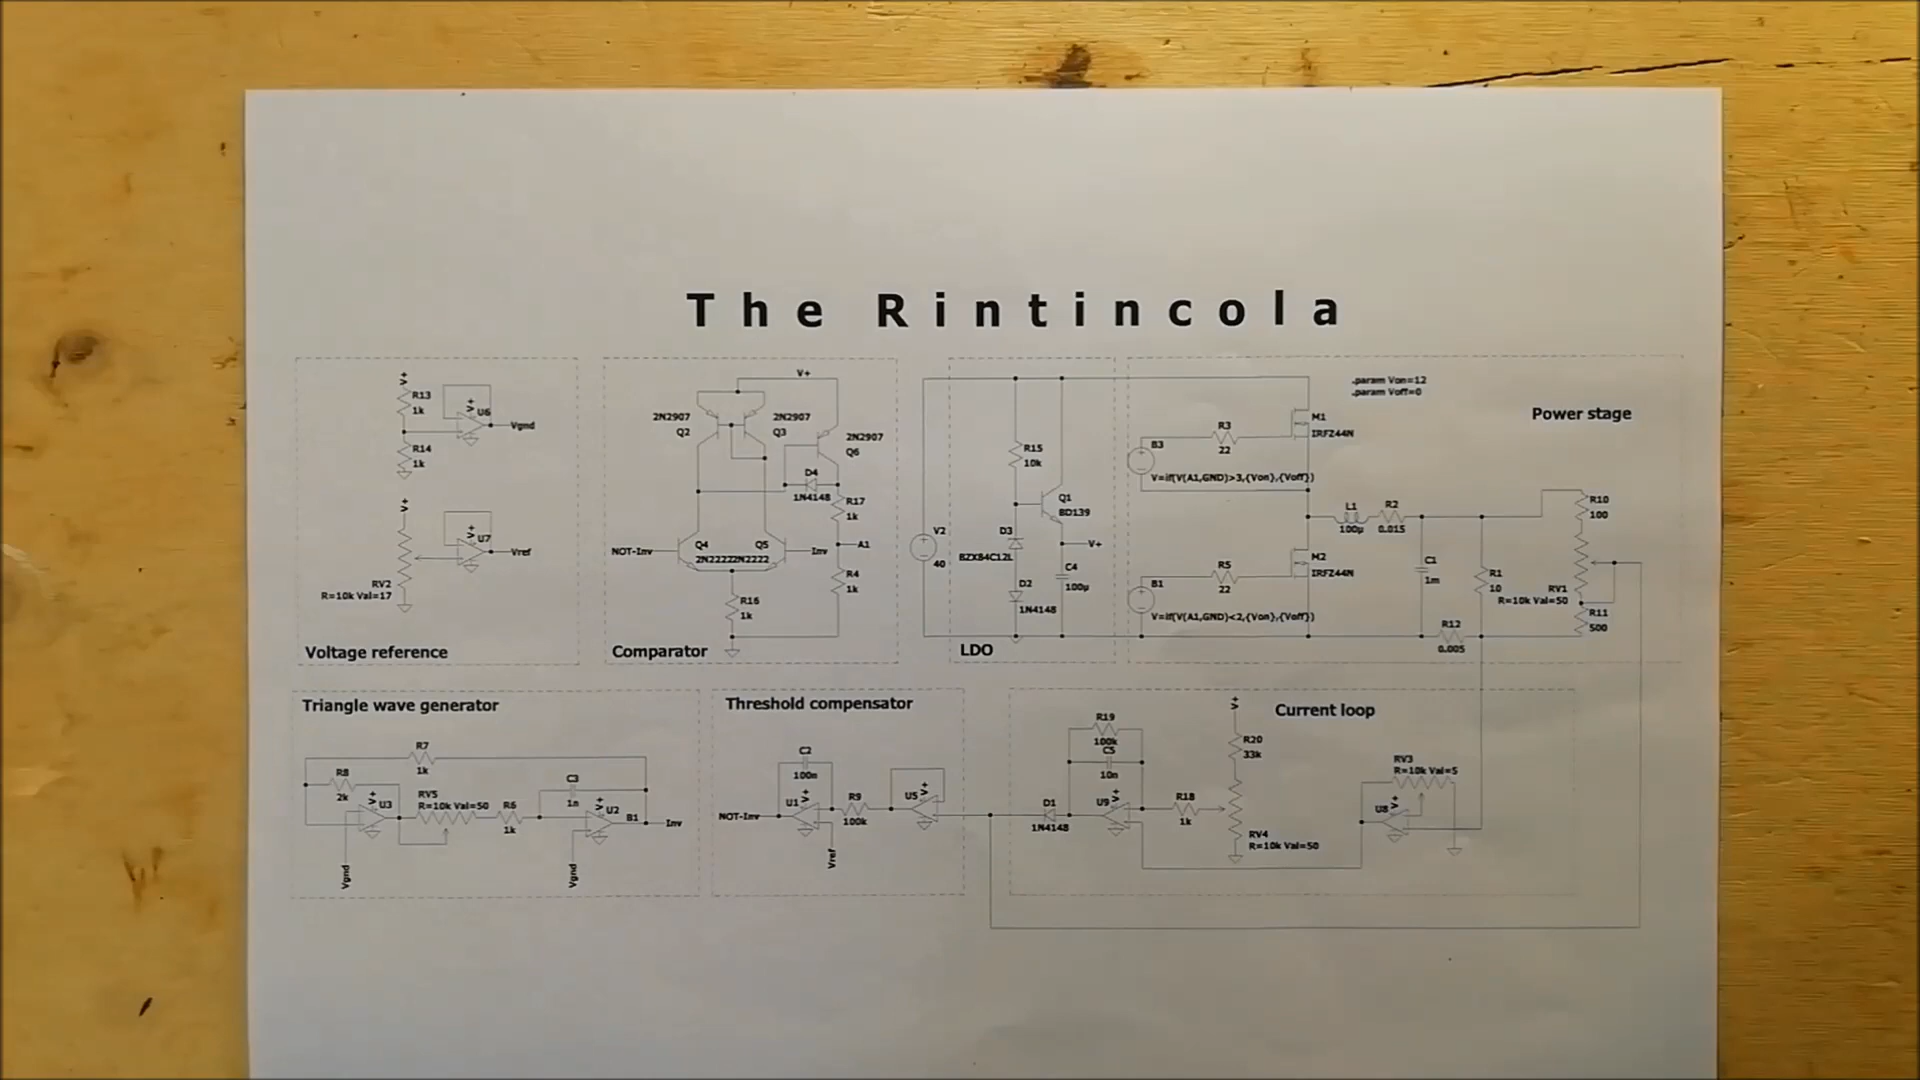 The Rintincola
V+
R13
1k
R14
1k
V+
U6
Vgnd
V+
V+
U7
Vref
RV2
R=10k Val=17
Voltage reference
V+
2N2907
Q2
2N2907
Q3
2N2907
Q6
D4
1N4148
R17
1k
NOT-Inv
Q4
Q5
2N22222N2222
Inv
A1
R4
1k
R16
1k
Comparator
V2
40
R15
10k
Q1
BD139
D3
BZX84C12L
V+
D2
1N4148
C4
100µ
LDO
.param Von=12
.param Voff=0
Power stage
M1
IRFZ44N
R3
22
B3
V=if(V(A1,GND)>3,{Von},{Voff})
L1
100µ
R2
0.015
R10
100
M2
IRFZ44N
R5
22
B1
V=if(V(A1,GND)<2,{Von},{Voff})
C1
1m
R1
10
RV1
R=10k Val=50
R11
500
R12
0.005
Triangle wave generator
R7
1k
R8
2k
V+
U3
RV5
R=10k Val=50
R6
1k
C3
1n
V+
U2
B1
Inv
Vgnd
Vgnd
Threshold compensator
C2
100n
NOT-Inv
U1
V+
R9
100k
U5
V+
Vref
Current loop
R19
100k
C5
10n
D1
1N4148
U9
V+
R18
1k
V+
R20
33k
RV4
R=10k Val=50
RV3
R=10k Val=5
U8
V+